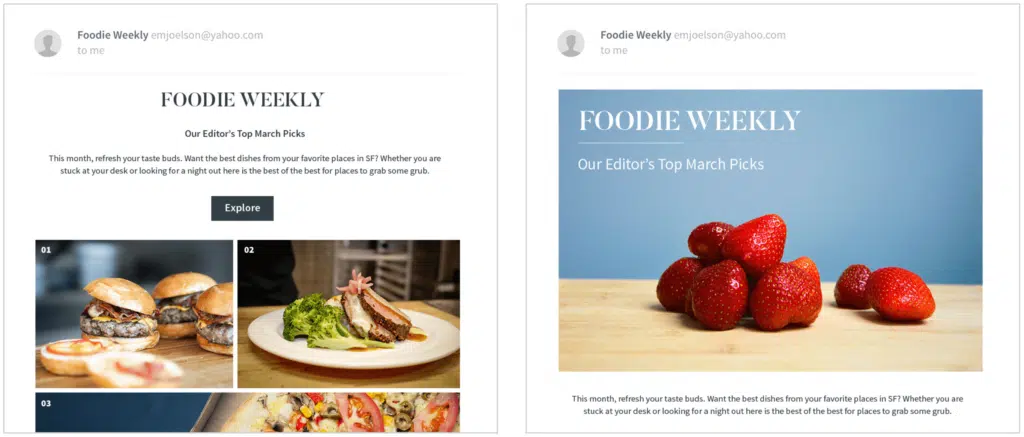 Foodie Weekly emjoelson@yahoo.com
to me
FOODIE WEEKLY
Our Editor's Top March Picks
This month, refresh your taste buds. Want the best dishes from your favorite places in SF? Whether you are
stuck at your desk or looking for a night out here is the best of the best for places to grab some grub.
Explore
01
02
03
Foodie Weekly emjoelson@yahoo.com
to me
FOODIE WEEKLY
Our Editor's Top March Picks
This month, refresh your taste buds. Want the best dishes from your favorite places in SF? Whether you are
stuck at your desk or looking for a night out here is the best of the best for places to grab some grub.